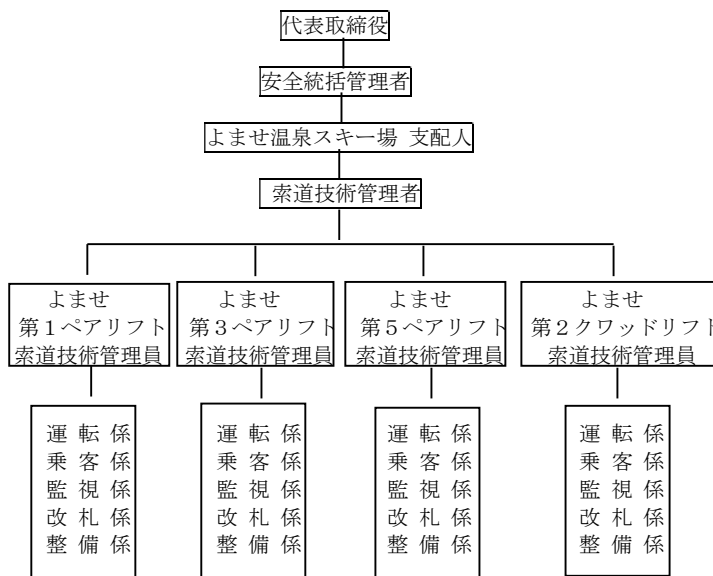 代表取締役
安全統括管理者
よませ温泉スキー場 支配人
索道技術管理者
よませ
第1ペアリフト
索道技術管理員
よませ
第3ペアリフト
索道技術管理員
よませ
第5ペアリフト
索道技術管理員
よませ
第2クワッドリフト
索道技術管理員
運 転 係
乗 客 係
監 視 係
改 札 係
整 備 係
運 転 係
乗 客 係
監 視 係
改 札 係
整 備 係
運 転 係
乗 客 係
監 視 係
改 札 係
整 備 係
運 転 係
乗 客 係
監 視 係
改 札 係
整 備 係